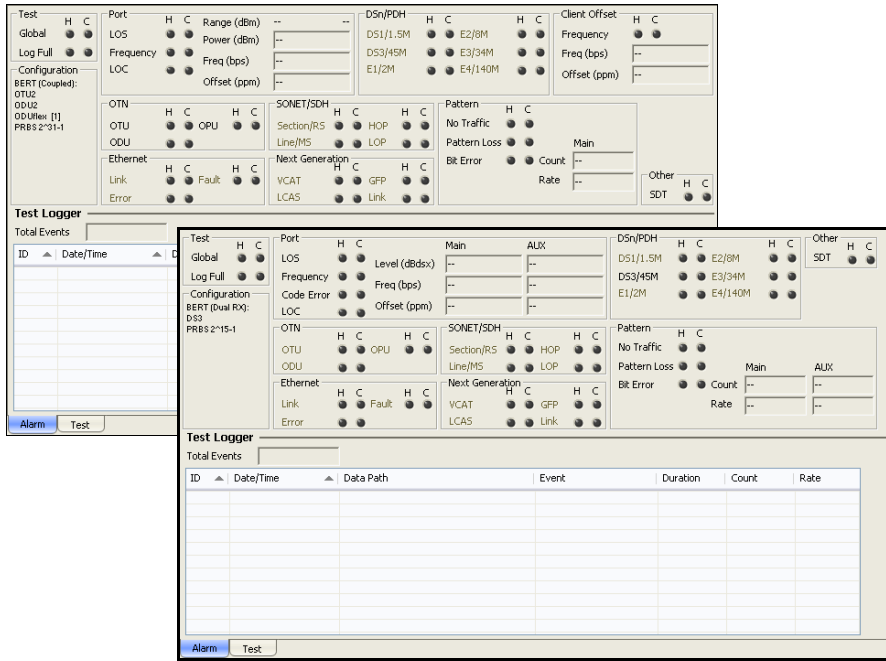 Test
H C
Global
Log Full
Configuration
BERT (Coupled):
OTU2
ODU2
ODUflex [1]
PRBS 2^31-1
Port
H C
LOS
Frequency
LOC
Range (dBm) -- --
Power (dBm) --
Freq (bps) --
Offset (ppm) --
DSn/PDH
H C H C
DS1/1.5M E2/8M
DS3/45M E3/34M
E1/2M E4/140M
Client Offset
H C
Frequency
Freq (bps) --
Offset (ppm) --
OTN
H C H C
OTU OPU
ODU
SONET/SDH
H C H C
Section/RS HOP
Line/MS LOP
Pattern
H C
No Traffic
Pattern Loss Main
Bit Error Count --
Rate --
Ethernet
H C H C
Link Fault
Error
Next Generation
H C H C
VCAT GFP
LCAS Link
Other
H C
SDT
Test Logger
Total Events
ID Date/Time D
Alarm Test
Test
H C
Global
Log Full
Configuration
BERT (Dual RX):
DS3
PRBS 2^15-1
Port
H C Main AUX
LOS
Frequency
Code Error
LOC
Level (dBdsx) -- --
Freq (bps) -- --
Offset (ppm) -- --
DSn/PDH
H C H C
DS1/1.5M E2/8M
DS3/45M E3/34M
E1/2M E4/140M
Other
H C
SDT
OTN
H C H C
OTU OPU
ODU
SONET/SDH
H C H C
Section/RS HOP
Line/MS LOP
Pattern
H C
No Traffic
Pattern Loss Main AUX
Bit Error Count -- --
Rate -- --
Ethernet
H C H C
Link Fault
Error
Next Generation
H C H C
VCAT GFP
LCAS Link
Test Logger
Total Events
ID Date/Time Data Path Event Duration Count Rate
Alarm Test